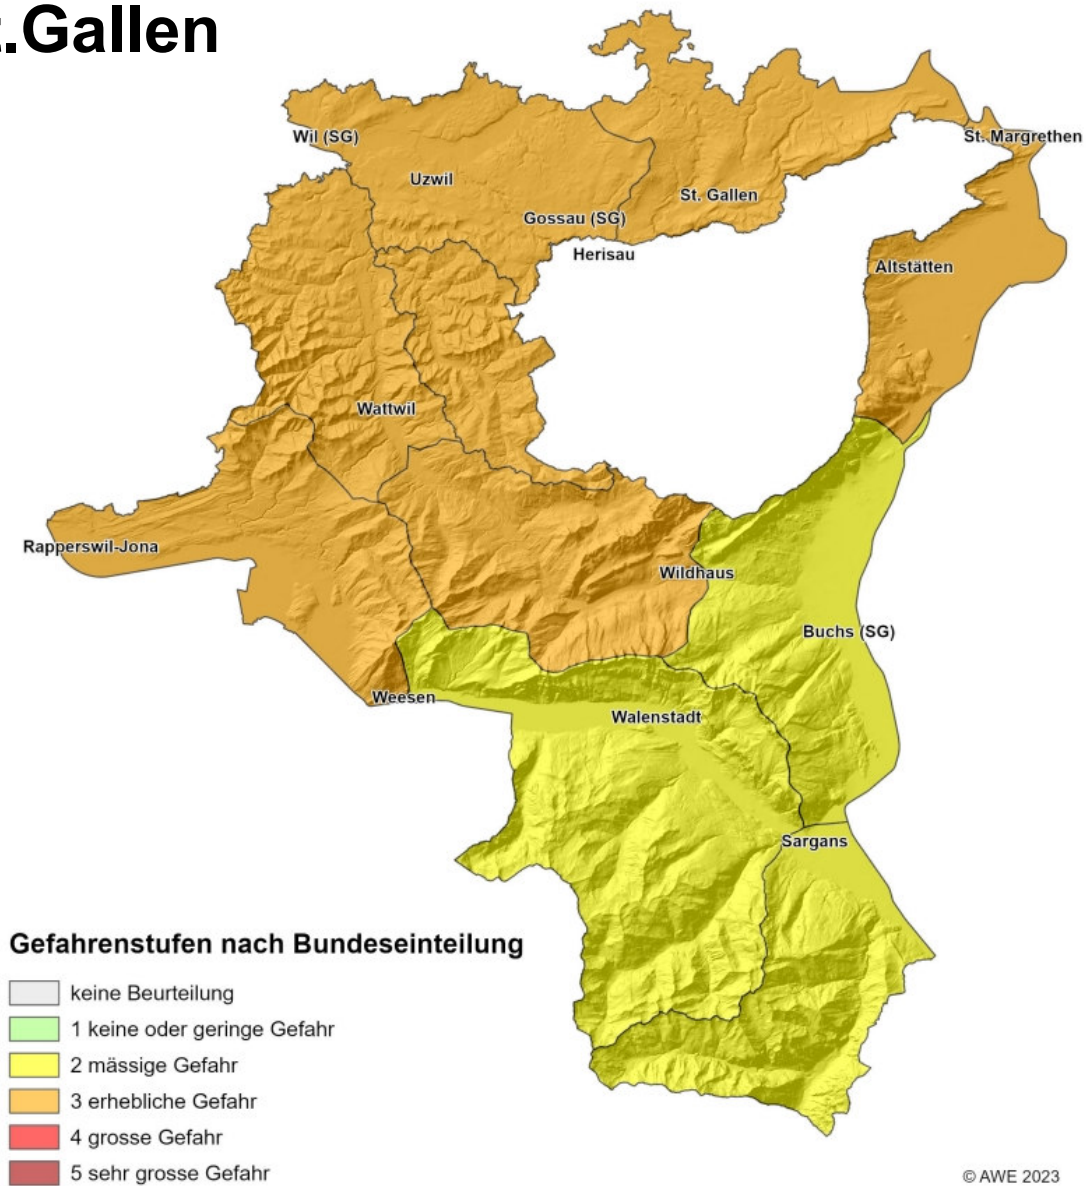 t.Gallen
Wil (SG)
St. Margrethen
Uzwil
St. Gallen
Gossau (SG)
Herisau
Altstätten
Wattwil
Rapperswil-Jona
Wildhaus
Buchs (SG)
Weesen
Walenstadt
Sargans
Gefahrenstufen nach Bundeseinteilung
keine Beurteilung
1 keine oder geringe Gefahr
2 mässige Gefahr
3 erhebliche Gefahr
4 grosse Gefahr
5 sehr grosse Gefahr
© AWE 2023